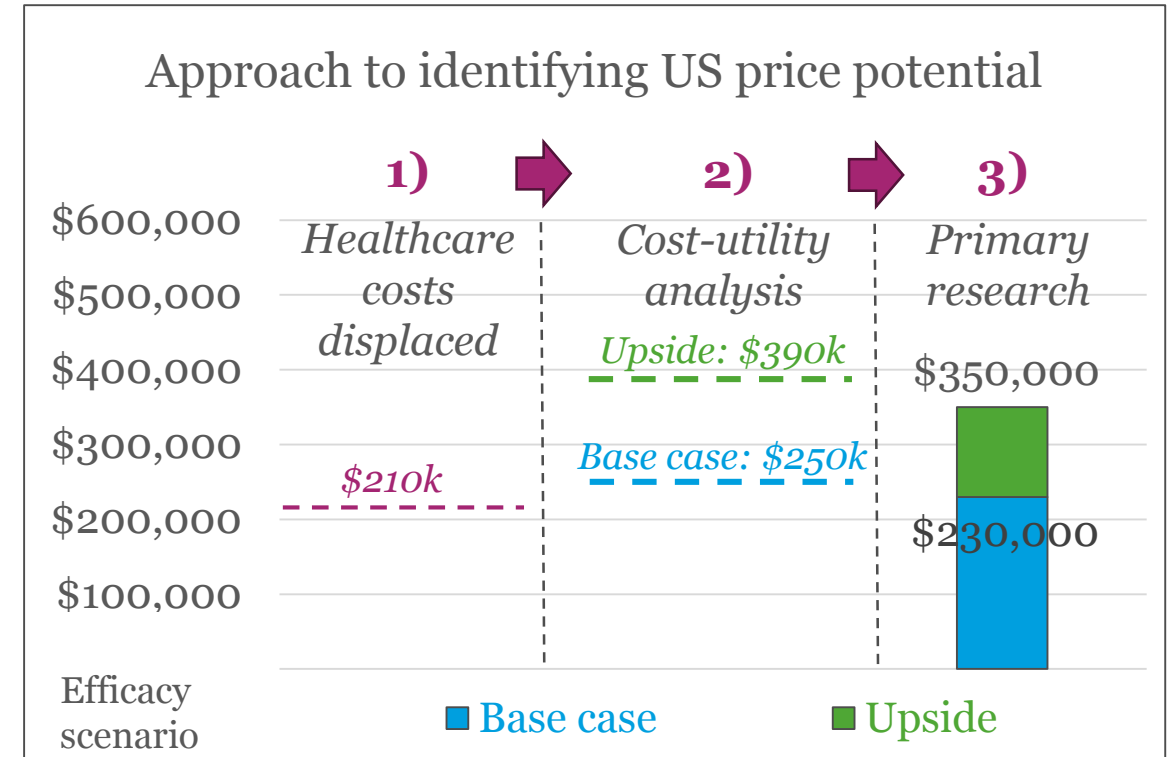 Approach to identifying US price potential
1)
2)
3)
$600,000
$500,000
$400,000
$300,000
$200,000
$100,000
Healthcare
costs
displaced
$210k
Cost-utility
analysis
Upside: $390k
Base case: $250k
Primary
research
$350,000
$230,000
Efficacy
scenario
Base case
Upside